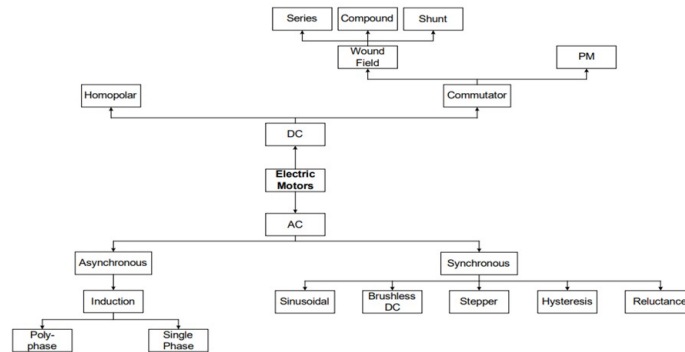 Series
Compound
Shunt
Wound
Field
PM
Homopolar
Commutator
DC
Electric
Motors
AC
Asynchronous
Synchronous
Induction
Sinusoidal
Brushless
DC
Stepper
Hysteresis
Reluctance
Poly-
phase
Single
Phase